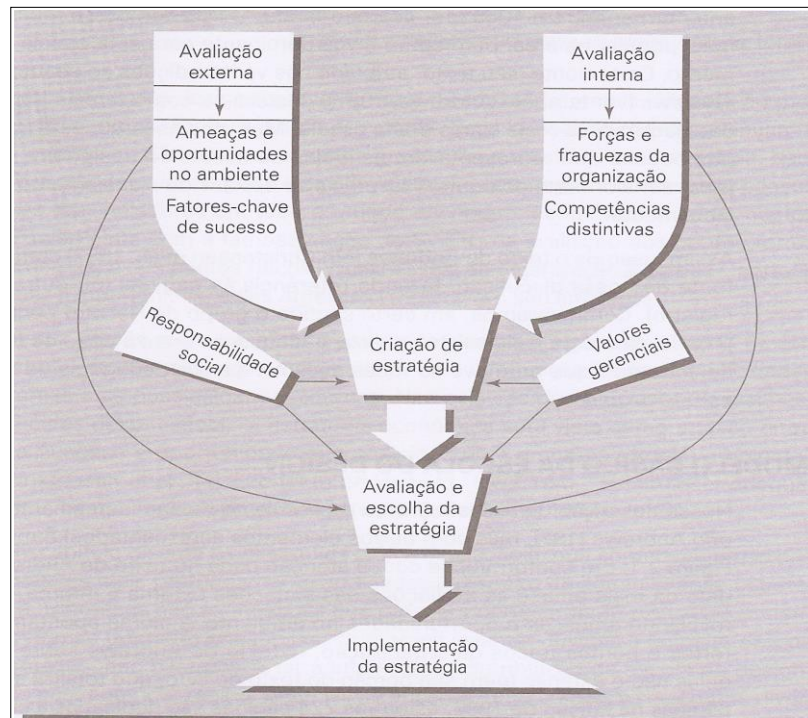 Avaliação
externa
Ameaças e
oportunidades
no ambiente
Fatores-chave
de sucesso
Avaliação
interna
Forças e
fraquezas da
organização
Competências
distintivas
Responsabilidade
social
Criação de
estratégia
Valores
gerenciais
Avaliação e
escolha da
estratégia
Implementação
da estratégia